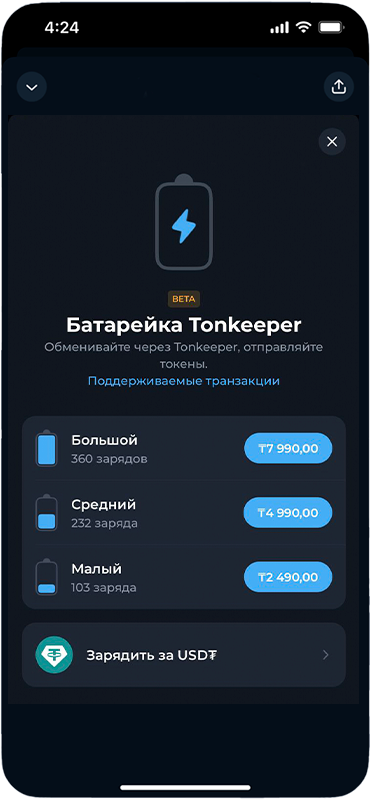 4:24
BETA
Батарейка Tonkeeper
Обменивайте через Tonkeeper, отправляйте
токены.
Поддерживаемые транзакции
Большой
360 зарядов
₸7 990,00
Средний
232 заряда
₸4 990,00
Малый
103 заряда
₸2 490,00
Зарядить за USD₮